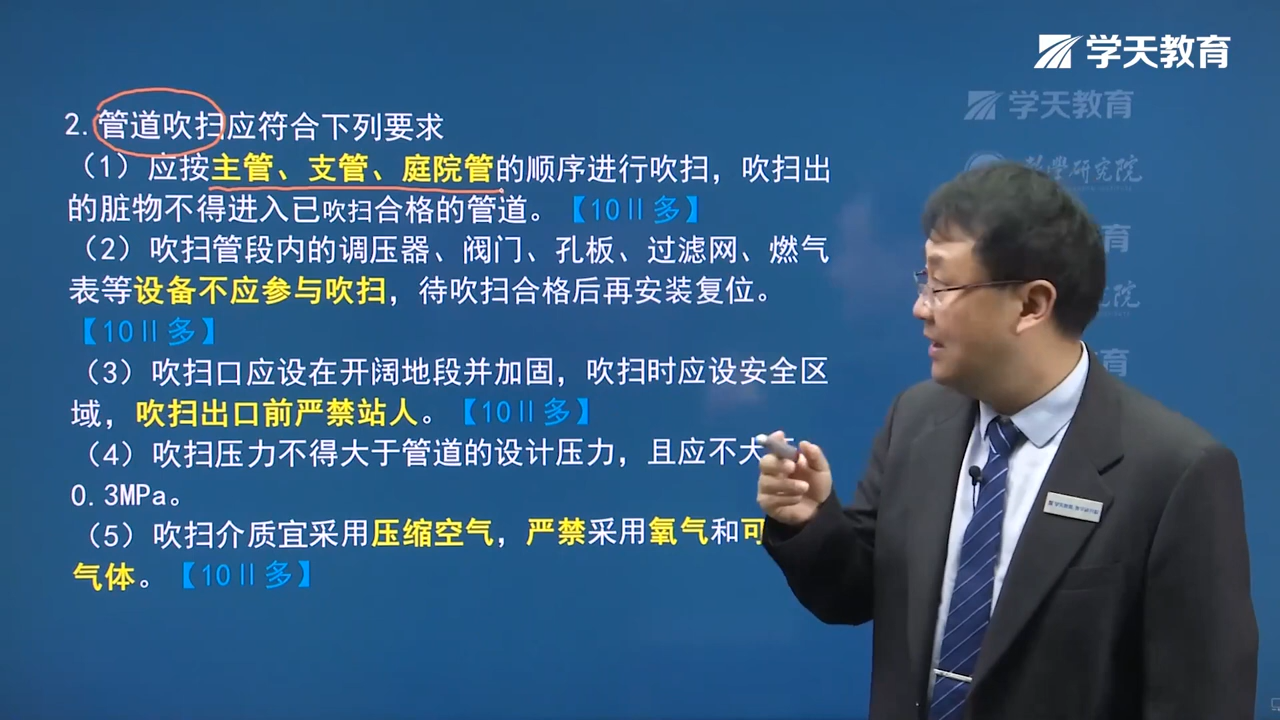 学天教育
学天教育
教學研究院
2.管道吹扫应符合下列要求
（1）应按主管、支管、庭院管的顺序进行吹扫，吹扫出
的脏物不得进入已吹扫合格的管道。【10Ⅱ多】
（2）吹扫管段内的调压器、阀门、孔板、过滤网、燃气
表等设备不应参与吹扫，待吹扫合格后再安装复位。
【10Ⅱ多】
（3）吹扫口应设在开阔地段并加固，吹扫时应设安全区
域，吹扫出口前严禁站人。【10Ⅱ多】
（4）吹扫压力不得大于管道的设计压力，且应不大
0.3MPa。
（5）吹扫介质宜采用压缩空气，严禁采用氧气和可
气体。【10Ⅱ多】
育
究院
育